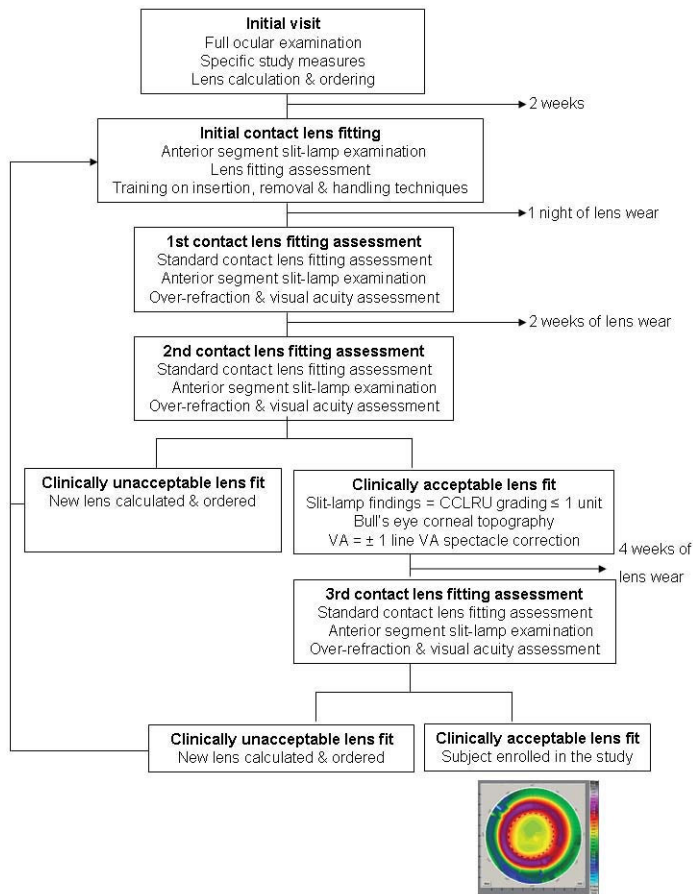 Initial visit
Full ocular examination
Specific study measures
Lens calculation & ordering
2 weeks
Initial contact lens fitting
Anterior segment slit-lamp examination
Lens fitting assessment
Training on insertion, removal & handling techniques
1 night of lens wear
1st contact lens fitting assessment
Standard contact lens fitting assessment
Anterior segment slit-lamp examination
Over-refraction & visual acuity assessment
2 weeks of lens wear
2nd contact lens fitting assessment
Standard contact lens fitting assessment
Anterior segment slit-lamp examination
Over-refraction & visual acuity assessment
Clinically unacceptable lens fit
New lens calculated & ordered
Clinically acceptable lens fit
Slit-lamp findings = CCLRU grading ≤ 1 unit
Bull's eye corneal topography
VA = ± 1 line VA spectacle correction
4 weeks of
lens wear
3rd contact lens fitting assessment
Standard contact lens fitting assessment
Anterior segment slit-lamp examination
Over-refraction & visual acuity assessment
Clinically unacceptable lens fit
New lens calculated & ordered
Clinically acceptable lens fit
Subject enrolled in the study